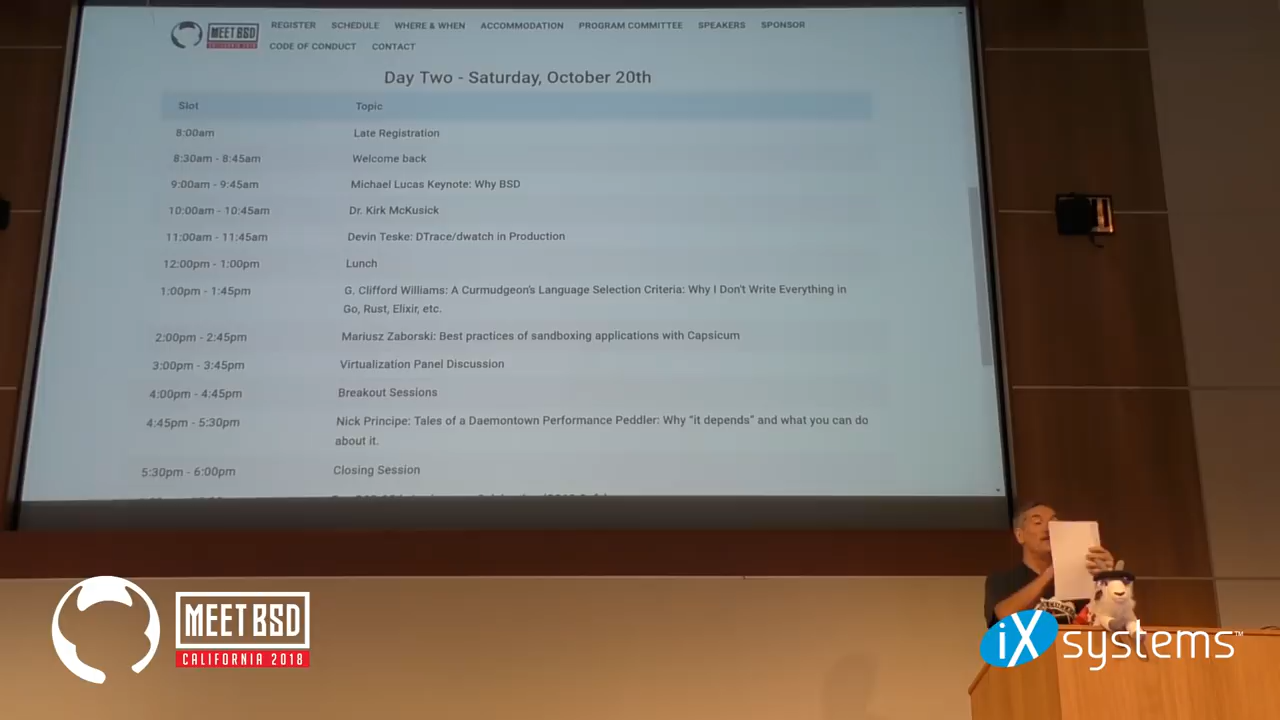 MEET BSD
CALIFORNIA 2018
REGISTER SCHEDULE WHERE & WHEN ACCOMMODATION PROGRAM COMMITTEE SPEAKERS SPONSOR
CODE OF CONDUCT CONTACT
Day Two - Saturday, October 20th
Slot Topic
8:00am Late Registration
8:30am - 8:45am Welcome back
9:00am - 9:45am Michael Lucas Keynote: Why BSD
10:00am - 10:45am Dr. Kirk McKusick
11:00am - 11:45am Devin Teske: DTrace/dwatch in Production
12:00pm - 1:00pm Lunch
1:00pm - 1:45pm G. Clifford Williams: A Curmudgeon's Language Selection Criteria: Why I Don't Write Everything in
Go, Rust, Elixir, etc.
2:00pm - 2:45pm Mariusz Zaborski: Best practices of sandboxing applications with Capsicum
3:00pm - 3:45pm Virtualization Panel Discussion
4:00pm - 4:45pm Breakout Sessions
4:45pm - 5:30pm Nick Principe: Tales of a Daemontown Performance Peddler: Why “it depends” and what you can do
about it.
5:30pm - 6:00pm Closing Session
MEET BSD
CALIFORNIA 2018
iXsystems™